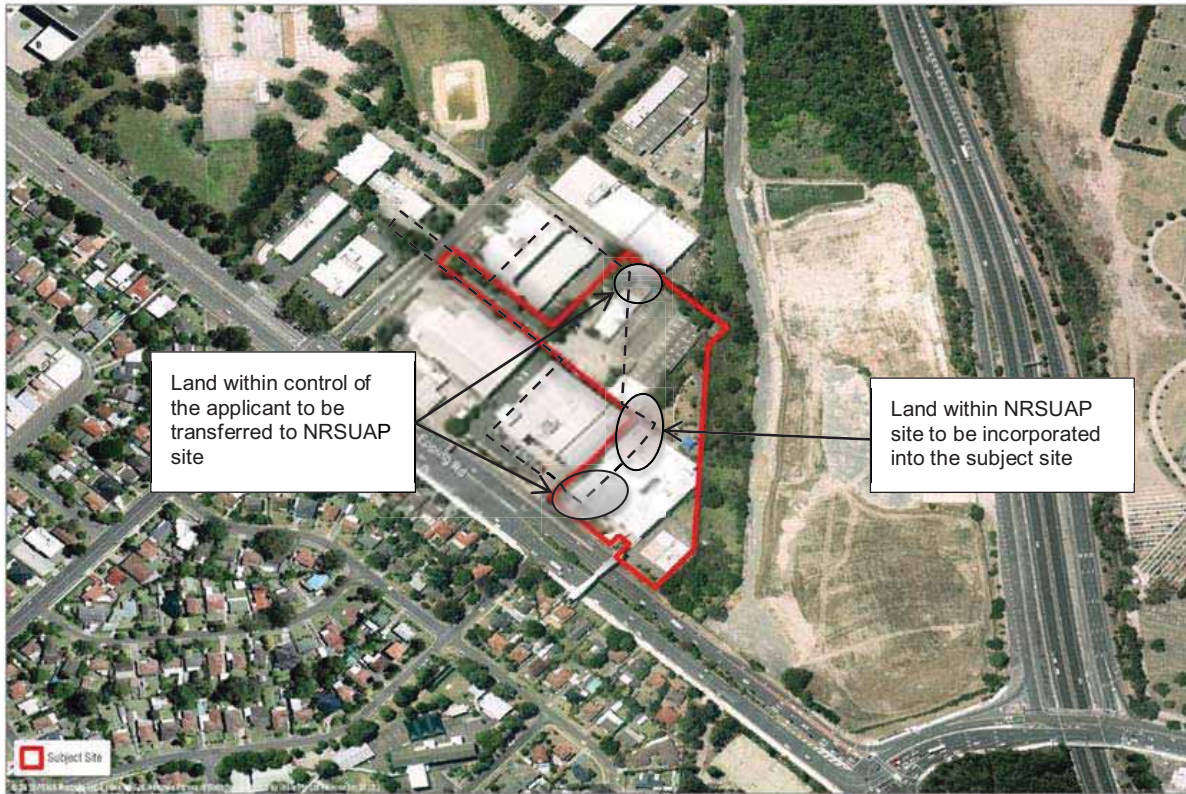 Land within control of
the applicant to be
transferred to NRSUAP
site
Land within NRSUAP
site to be incorporated
into the subject site
Rd
Subject Site